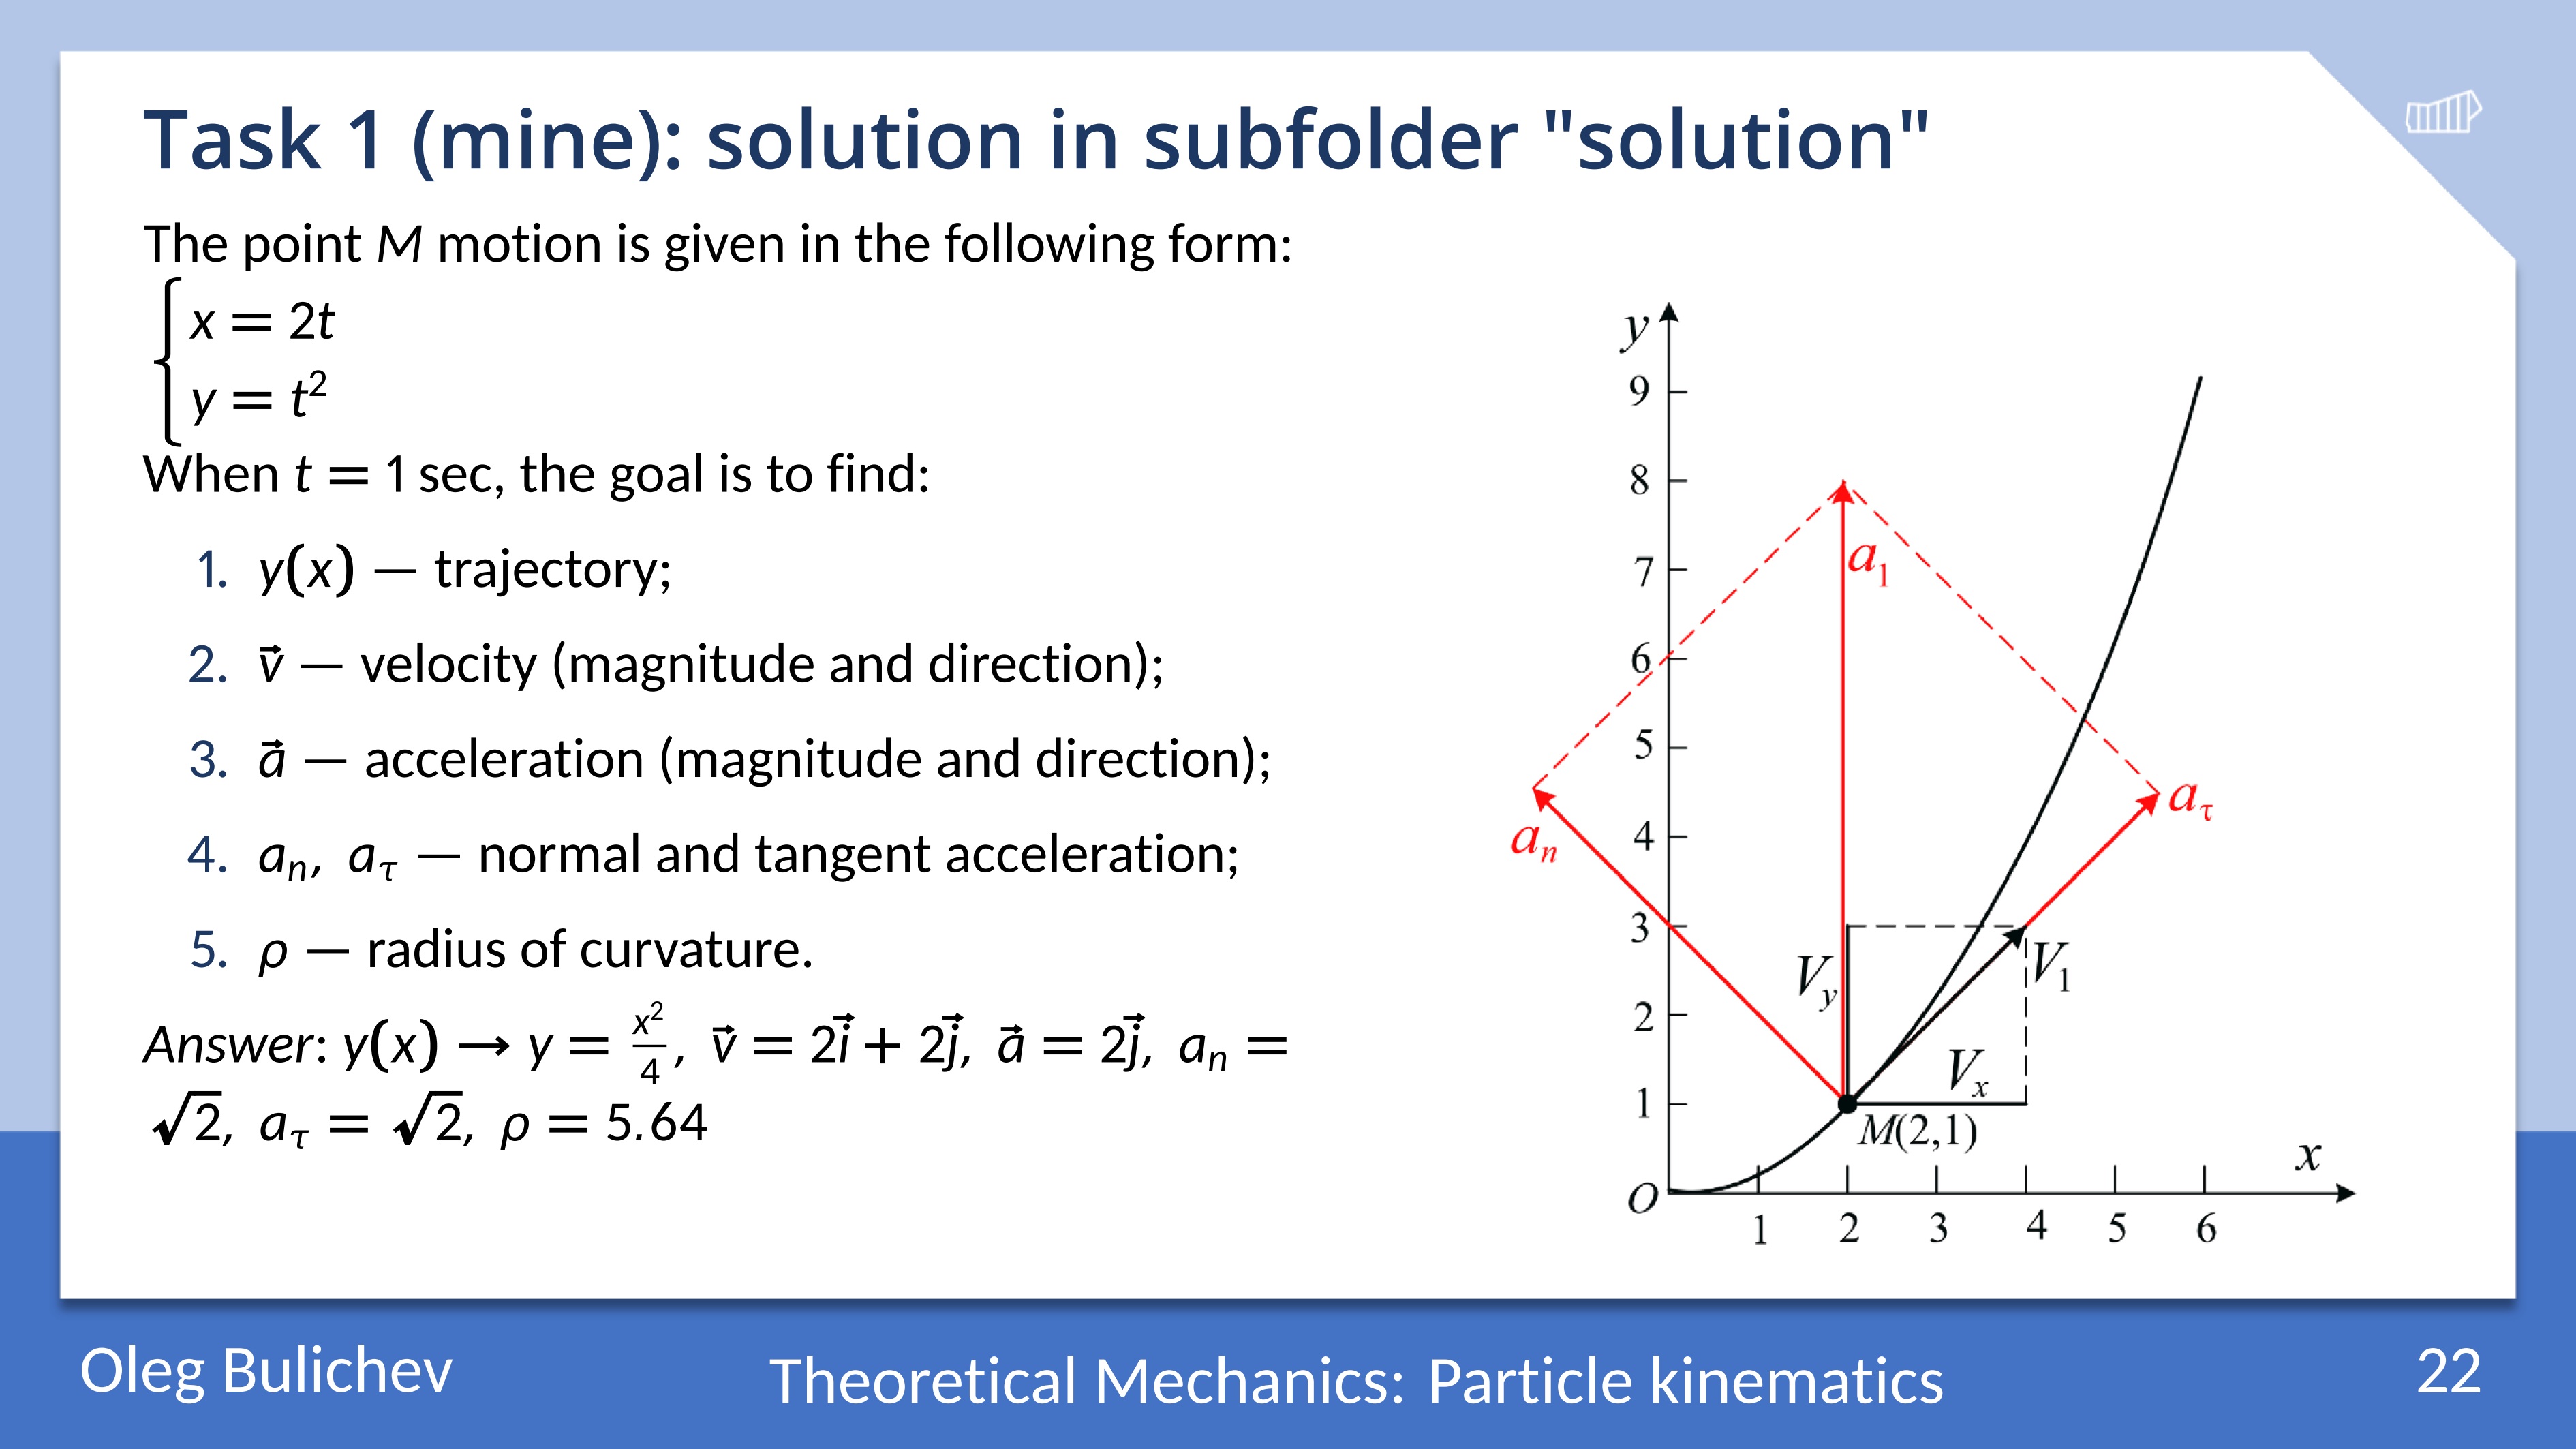 Task 1 (mine): solution in subfolder "solution"
The point M motion is given in the following form:
x = 2t
y = t²
When t = 1 sec, the goal is to find:
1. y(x) — trajectory;
2. v⃗ — velocity (magnitude and direction);
3. a⃗ — acceleration (magnitude and direction);
4. aₙ, a_τ — normal and tangent acceleration;
5. ρ — radius of curvature.
Answer: y(x) → y = x²/4, v⃗ = 2i⃗ + 2j⃗, a⃗ = 2j⃗, aₙ =
√2, a_τ = √2, ρ = 5.64
y
9
8
a₁
7
6
5
a_τ
4
aₙ
3
V₁
V_y
2
V_x
1
M(2,1)
x
O
1 2 3 4 5 6
Oleg Bulichev
Theoretical Mechanics: Particle kinematics
22